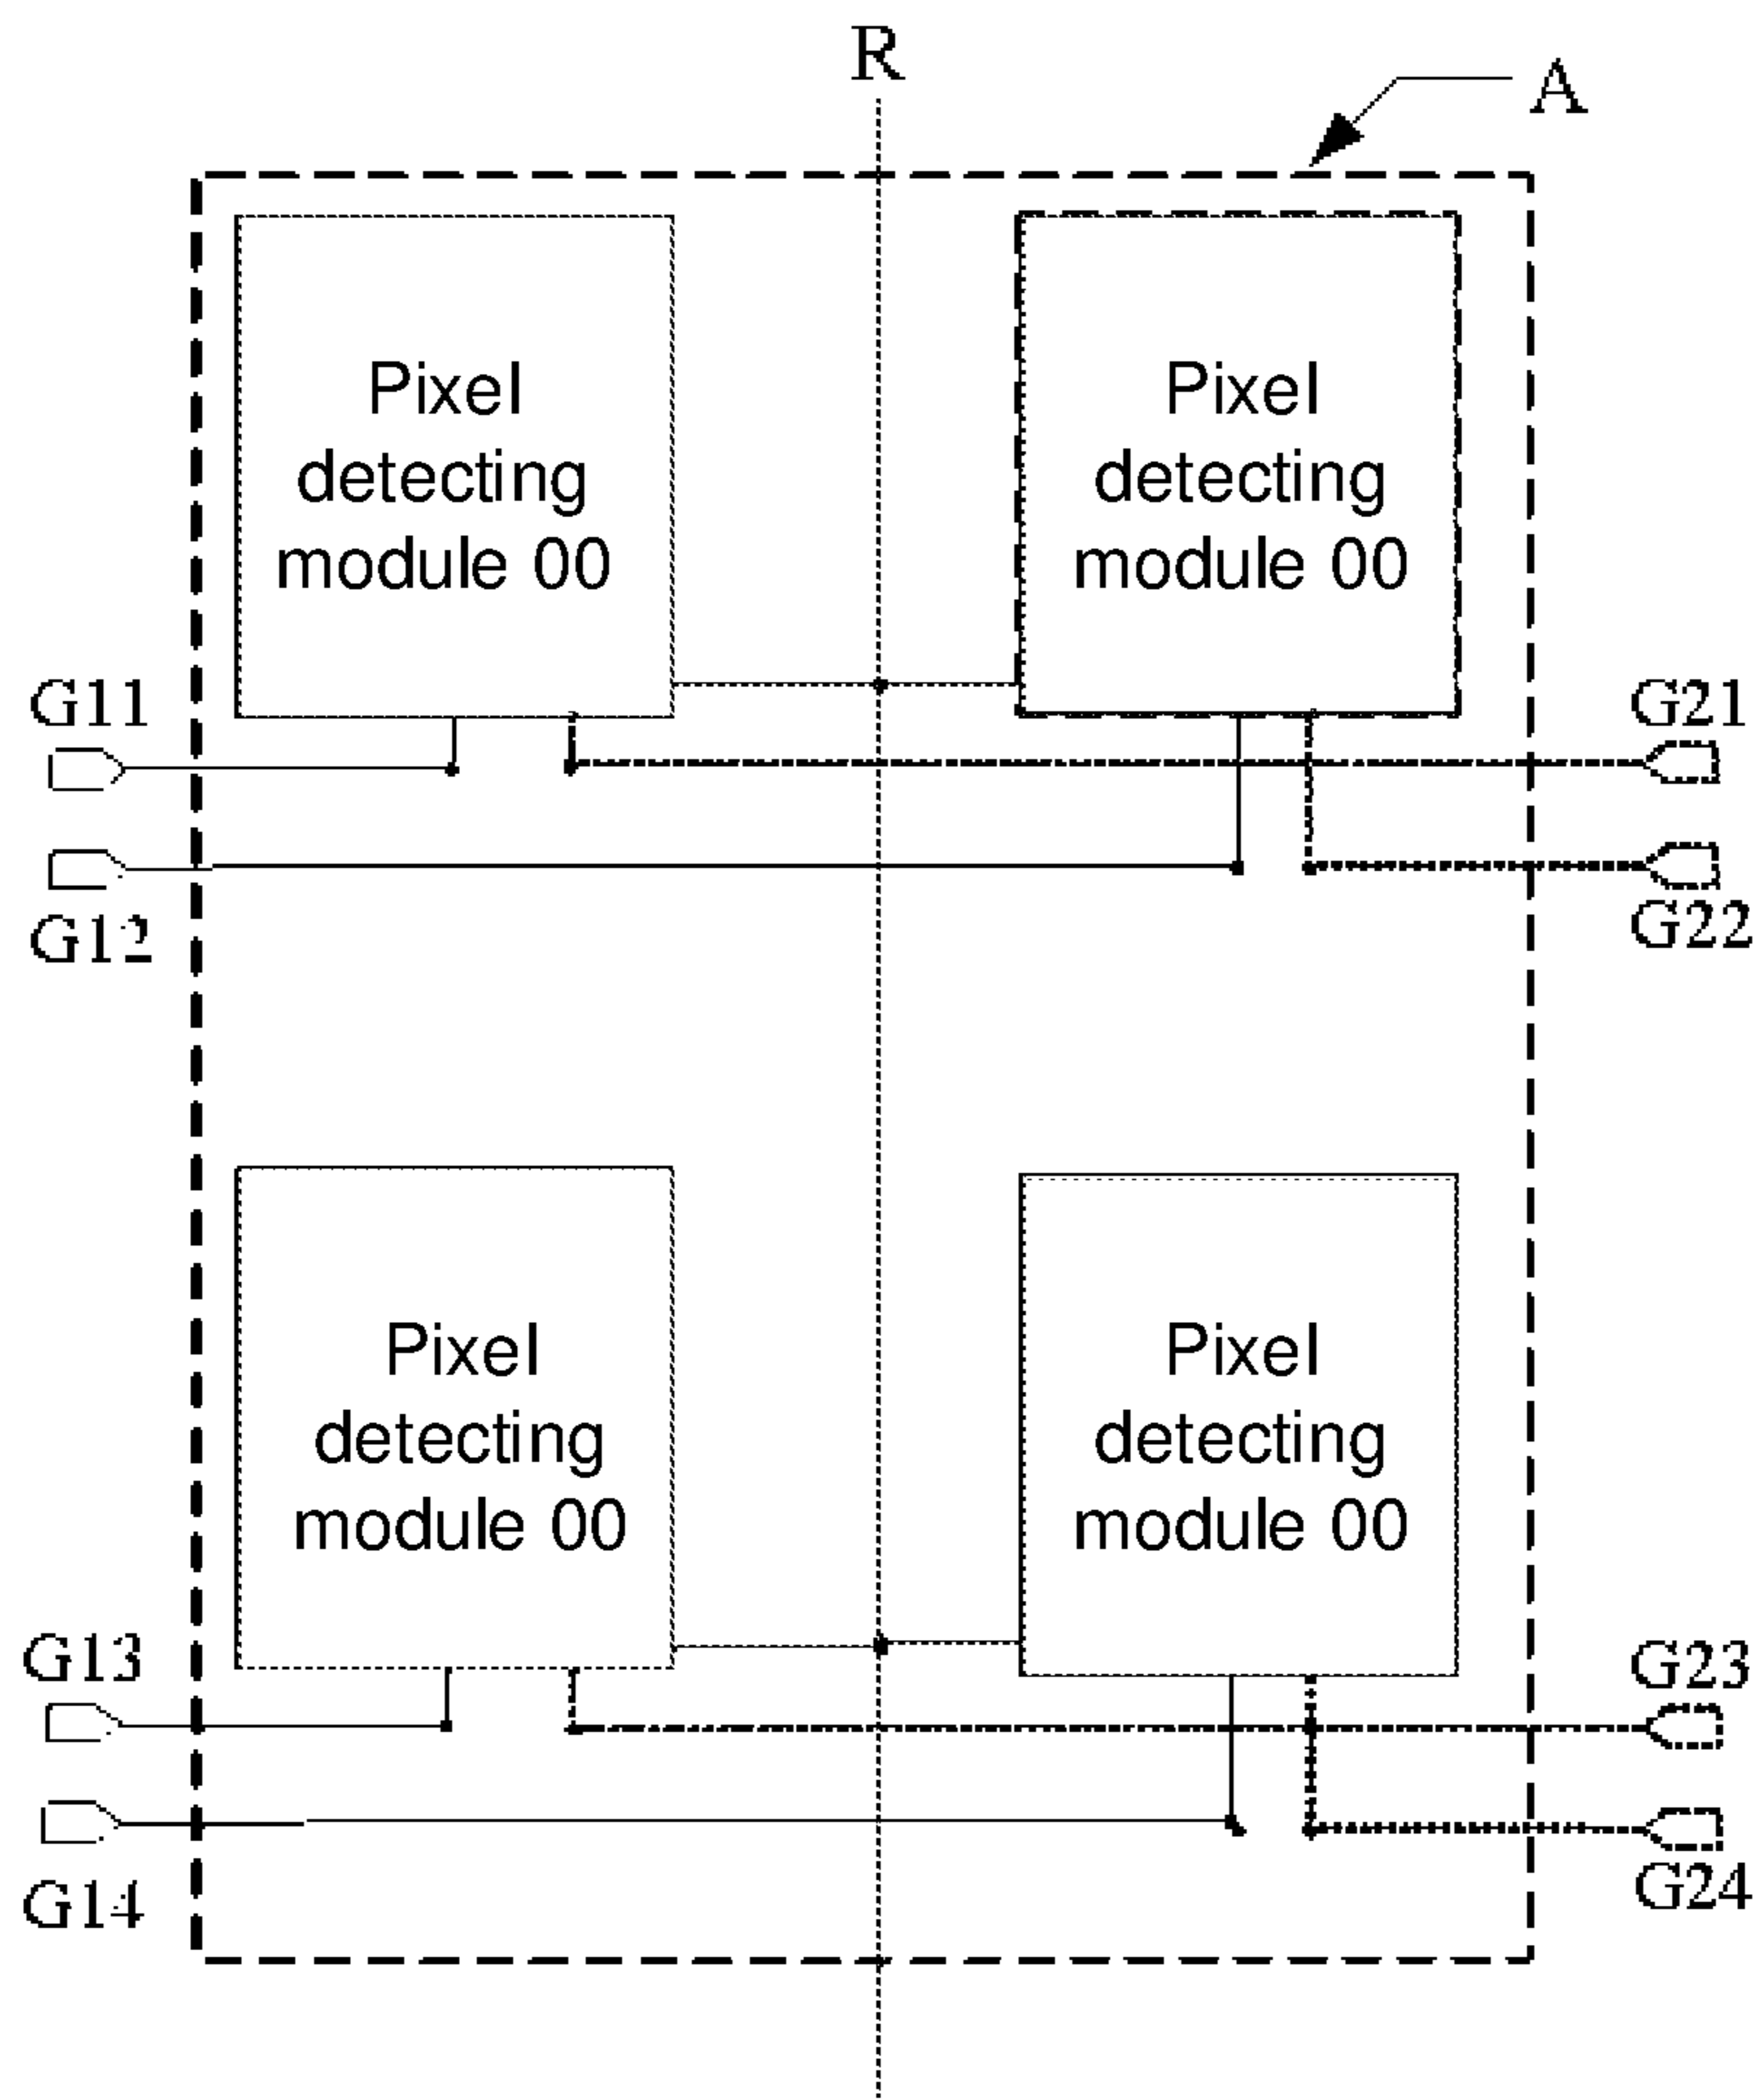 R
A
Pixel
detecting
module 00
Pixel
detecting
module 00
G11
G21
G12
G22
Pixel
detecting
module 00
Pixel
detecting
module 00
G13
G23
G14
G24